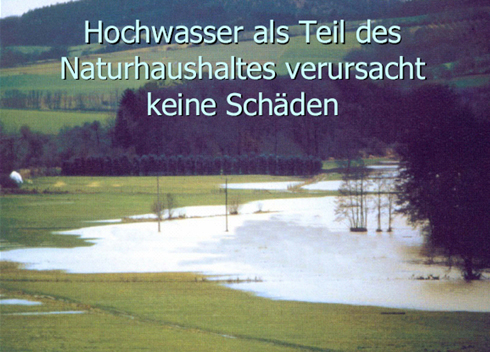 Hochwasser als Teil des
Naturhaushaltes verursacht
keine Schäden